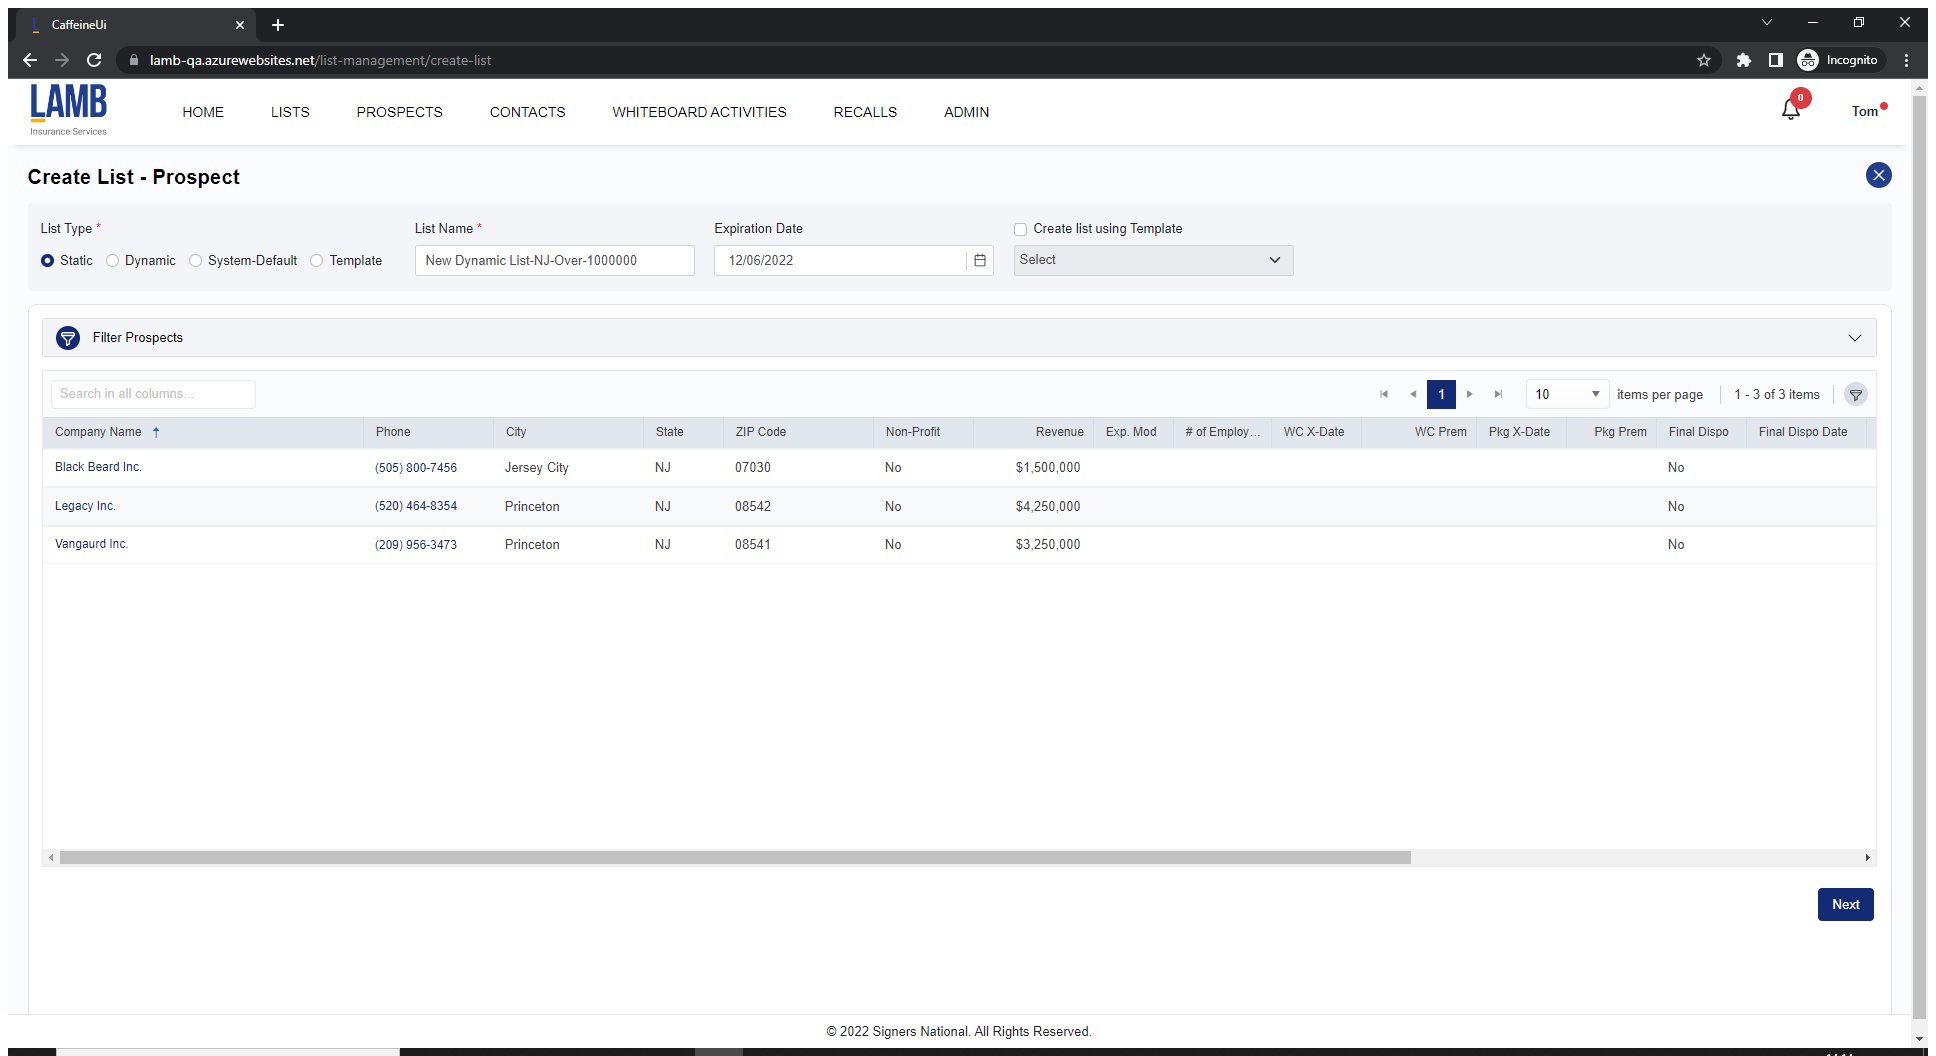 CaffeineUi
lamb-qa.azurewebsites.net/list-management/create-list
Incognito
LAMB
Insurance Services
HOME LISTS PROSPECTS CONTACTS WHITEBOARD ACTIVITIES RECALLS ADMIN
0
Tom
Create List - Prospect
List Type * List Name * Expiration Date Create list using Template
Static Dynamic System-Default Template New Dynamic List-NJ-Over-1000000 12/06/2022 Select
Filter Prospects
Search in all columns... 1 10 items per page 1 - 3 of 3 items
Company Name Phone City State ZIP Code Non-Profit Revenue Exp. Mod # of Employ... WC X-Date WC Prem Pkg X-Date Pkg Prem Final Dispo Final Dispo Date
Black Beard Inc. (505) 800-7456 Jersey City NJ 07030 No $1,500,000 No
Legacy Inc. (520) 464-8354 Princeton NJ 08542 No $4,250,000 No
Vangaurd Inc. (209) 956-3473 Princeton NJ 08541 No $3,250,000 No
Next
© 2022 Signers National. All Rights Reserved.